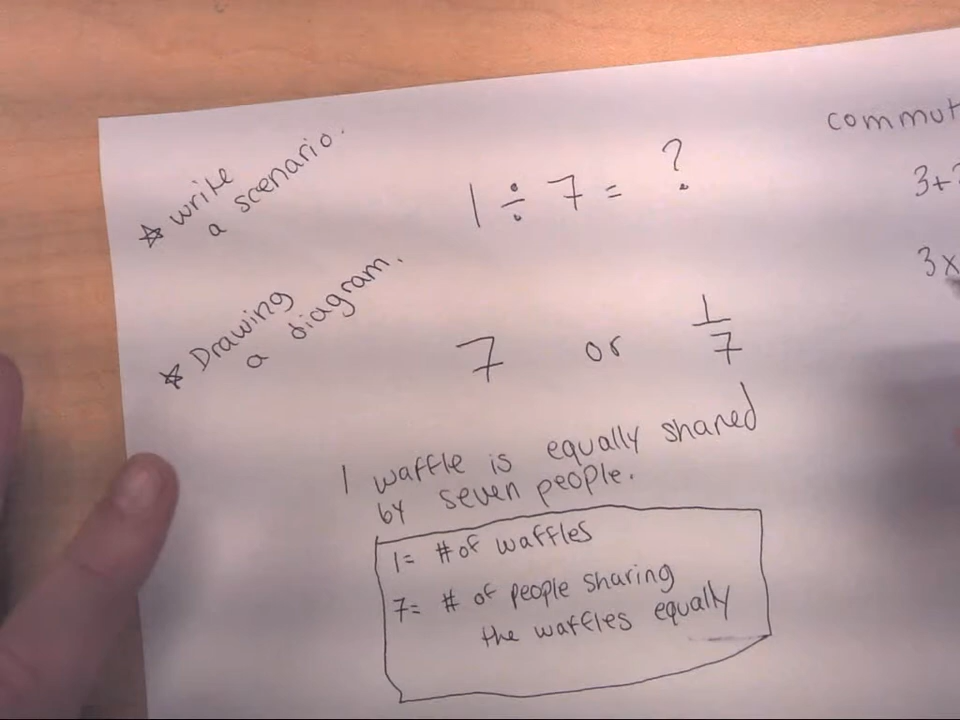 ☆ write
a scenario.
1 ÷ 7 = ?
commut
3+
3x
☆ Drawing
a diagram.
7 or 1/7
1 waffle is equally shared
by seven people.
1= # of waffles
7= # of people sharing
the waffles equally